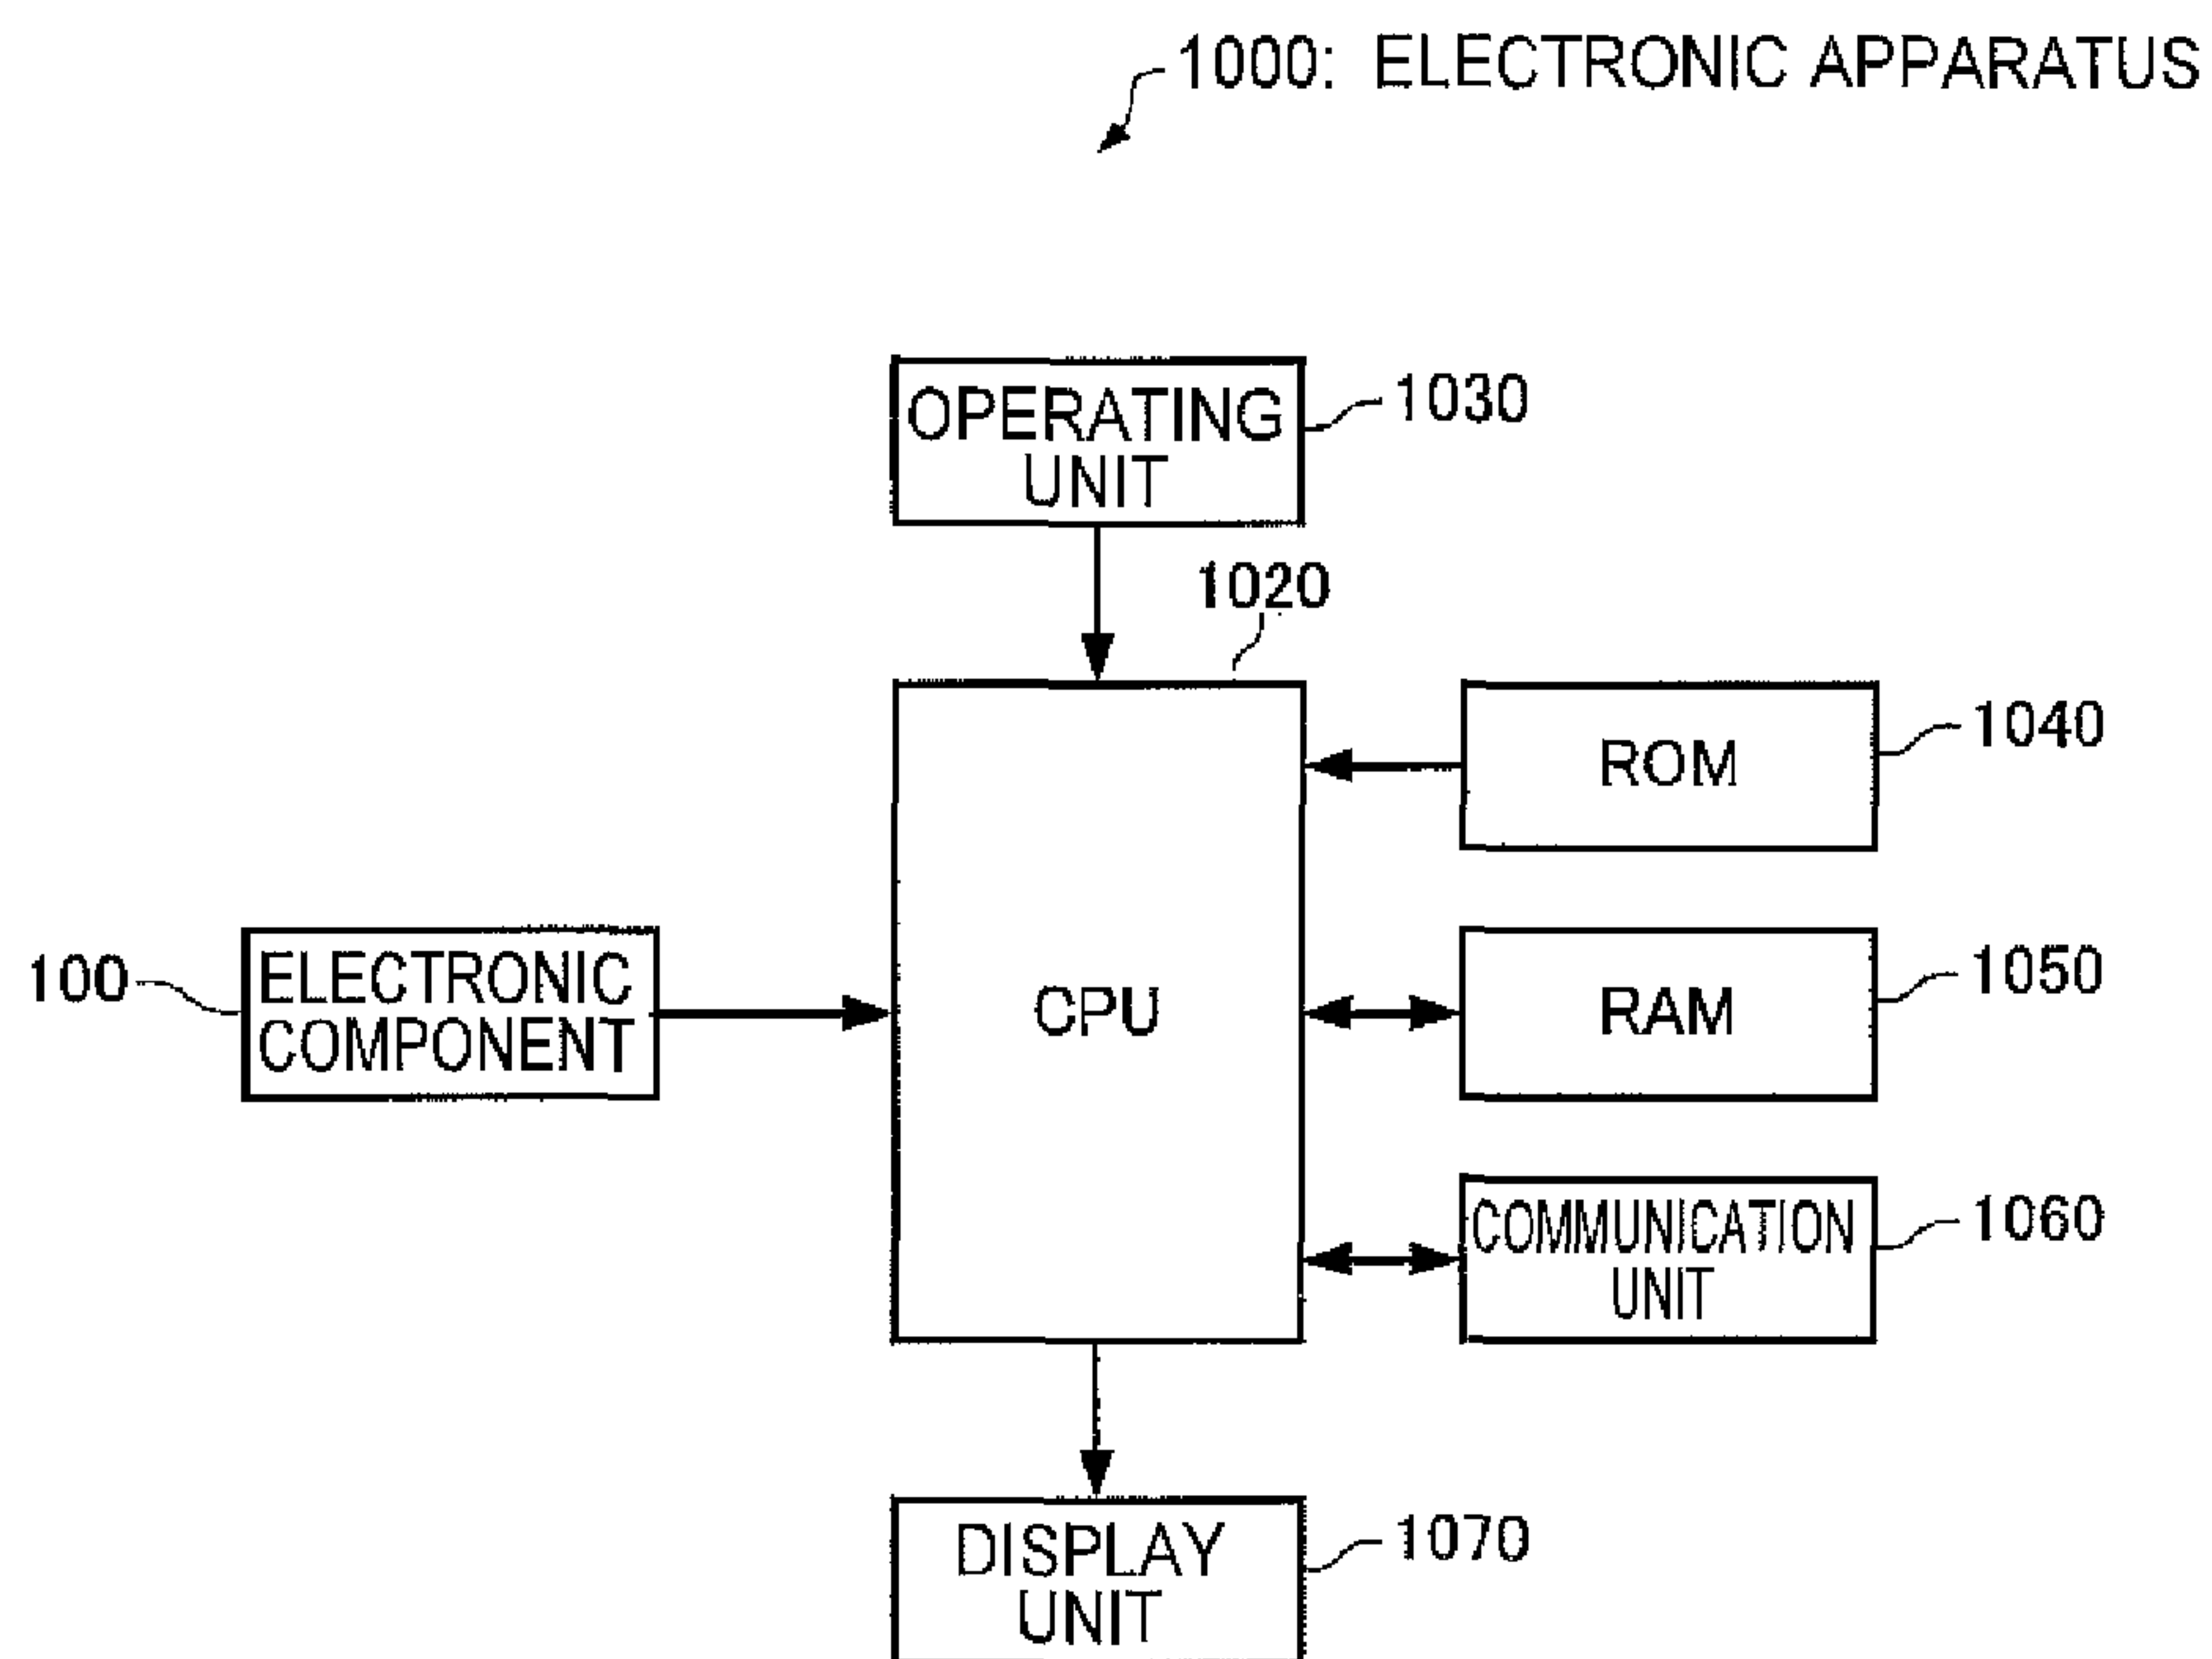 1000: ELECTRONIC APPARATUS
OPERATING
UNIT
1030
1020
ROM
1040
100
ELECTRONIC
COMPONENT
CPU
RAM
1050
COMMUNICATION
UNIT
1060
DISPLAY
UNIT
1070